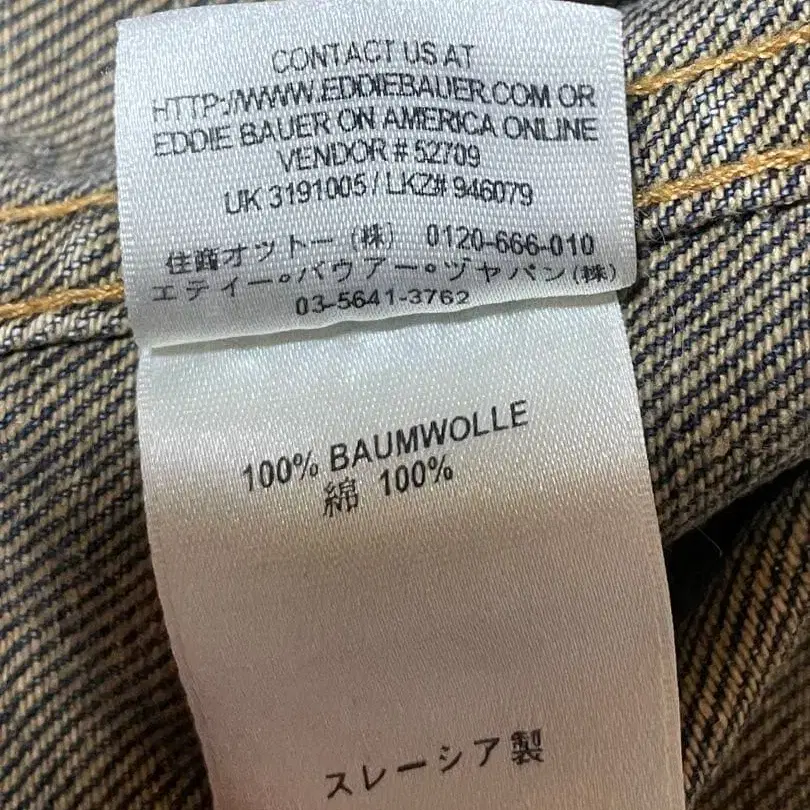 CONTACT US AT
HTTP://WWW.EDDIEBAUER.COM OR
EDDIE BAUER ON AMERICA ONLINE
VENDOR # 52709
UK 3191005 / LKZ# 946079
住商オットー (株) 0120-666-010
エディー。バウアー。ヅャパン(株)
03-5641-3762
100% BAUMWOLLE
綿 100%
スレーシア製